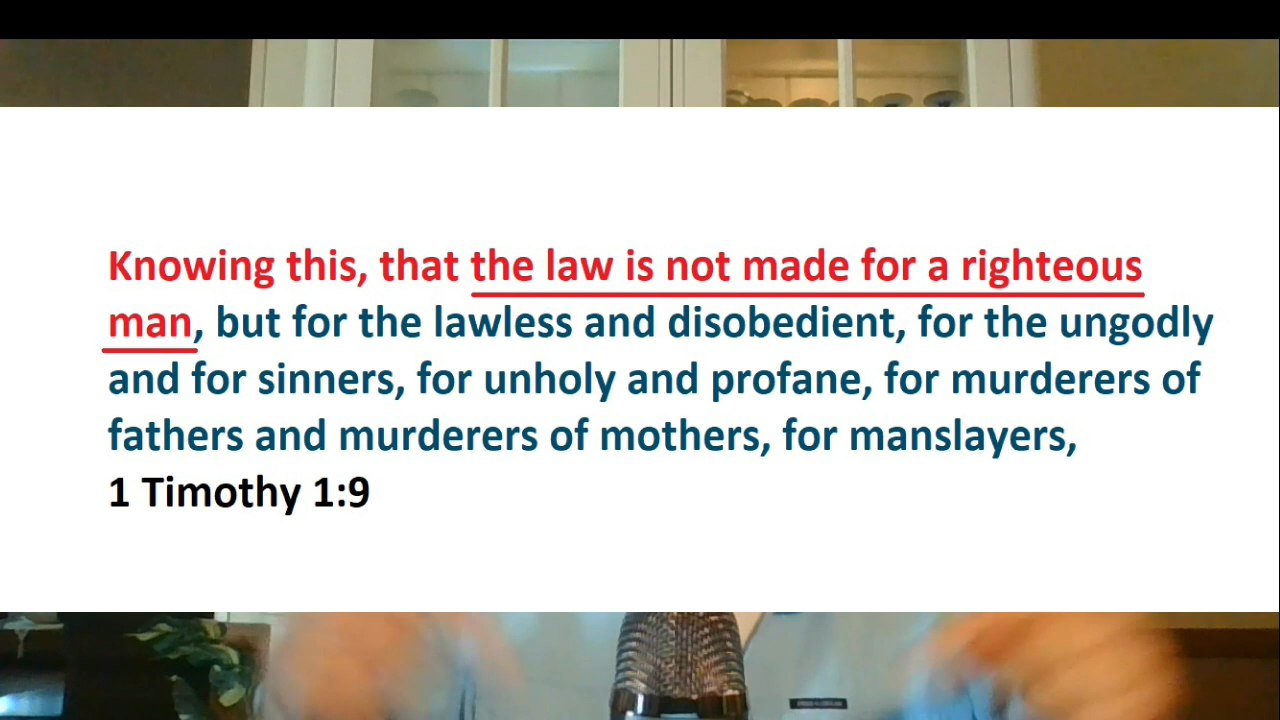 Knowing this, that the law is not made for a righteous
man, but for the lawless and disobedient, for the ungodly
and for sinners, for unholy and profane, for murderers of
fathers and murderers of mothers, for manslayers,
1 Timothy 1:9